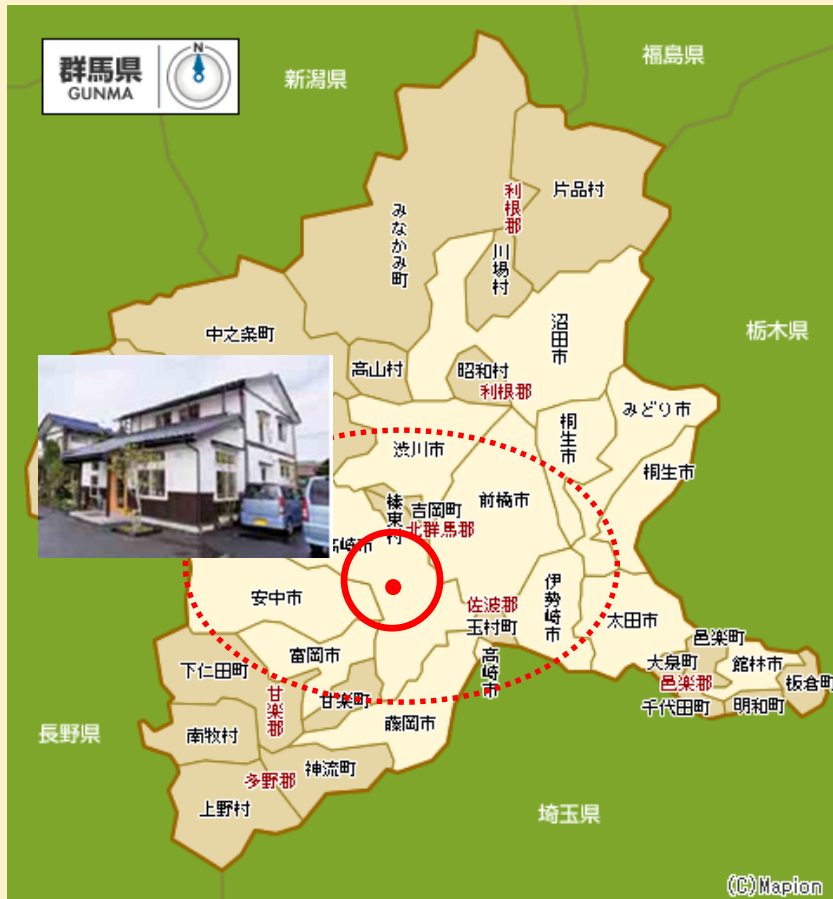 群馬県
GUNMA
N
新潟県
福島県
片品村
利根郡
みなかみ町
川場村
沼田市
栃木県
中之条町
高山村
昭和村
利根郡
みどり市
桐生市
桐生市
渋川市
榛東村
吉岡町
前橋市
北群馬郡
高崎市
安中市
佐波郡
玉村町
伊勢崎市
太田市
邑楽町
大泉町
館林市
邑楽郡
板倉町
千代田町
明和町
富岡市
下仁田町
甘楽郡
甘楽町
高崎市
藤岡市
長野県
南牧村
神流町
多野郡
上野村
埼玉県
(C)Mapion